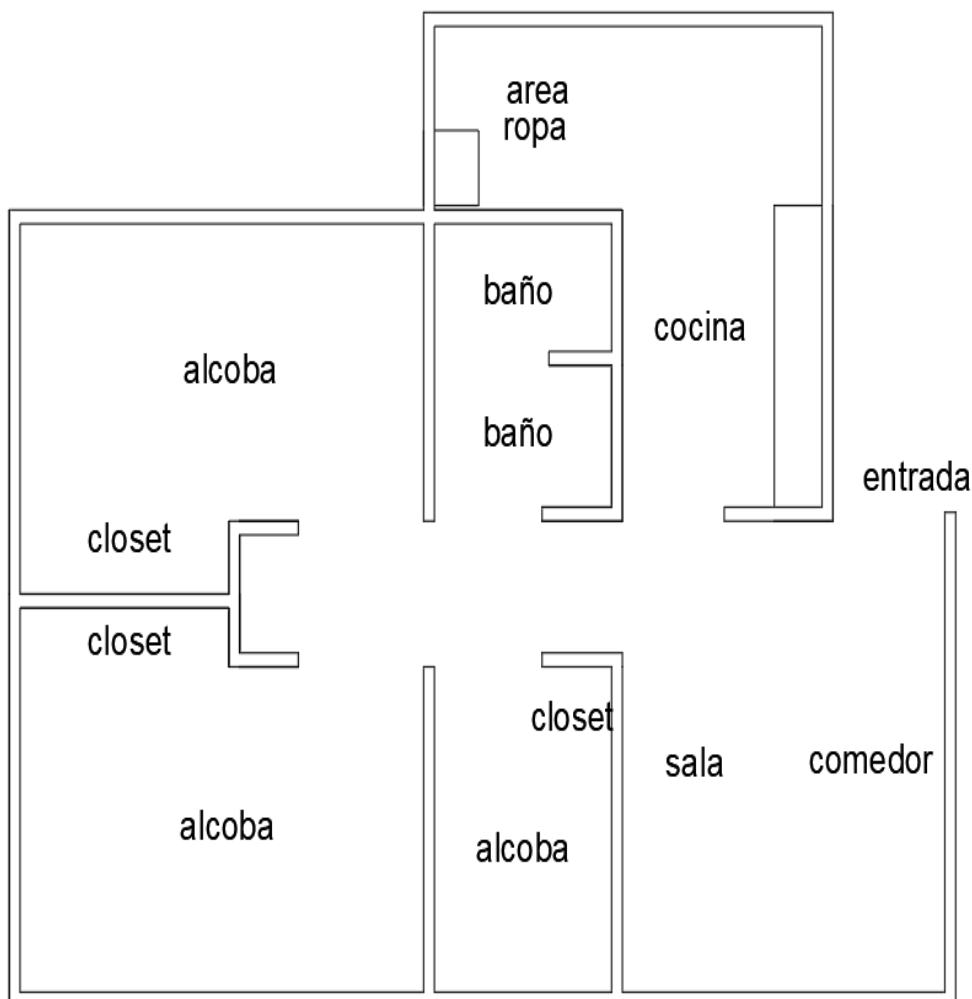 area
ropa
baño
cocina
alcoba
baño
entrada
closet
closet
closet
sala
comedor
alcoba
alcoba